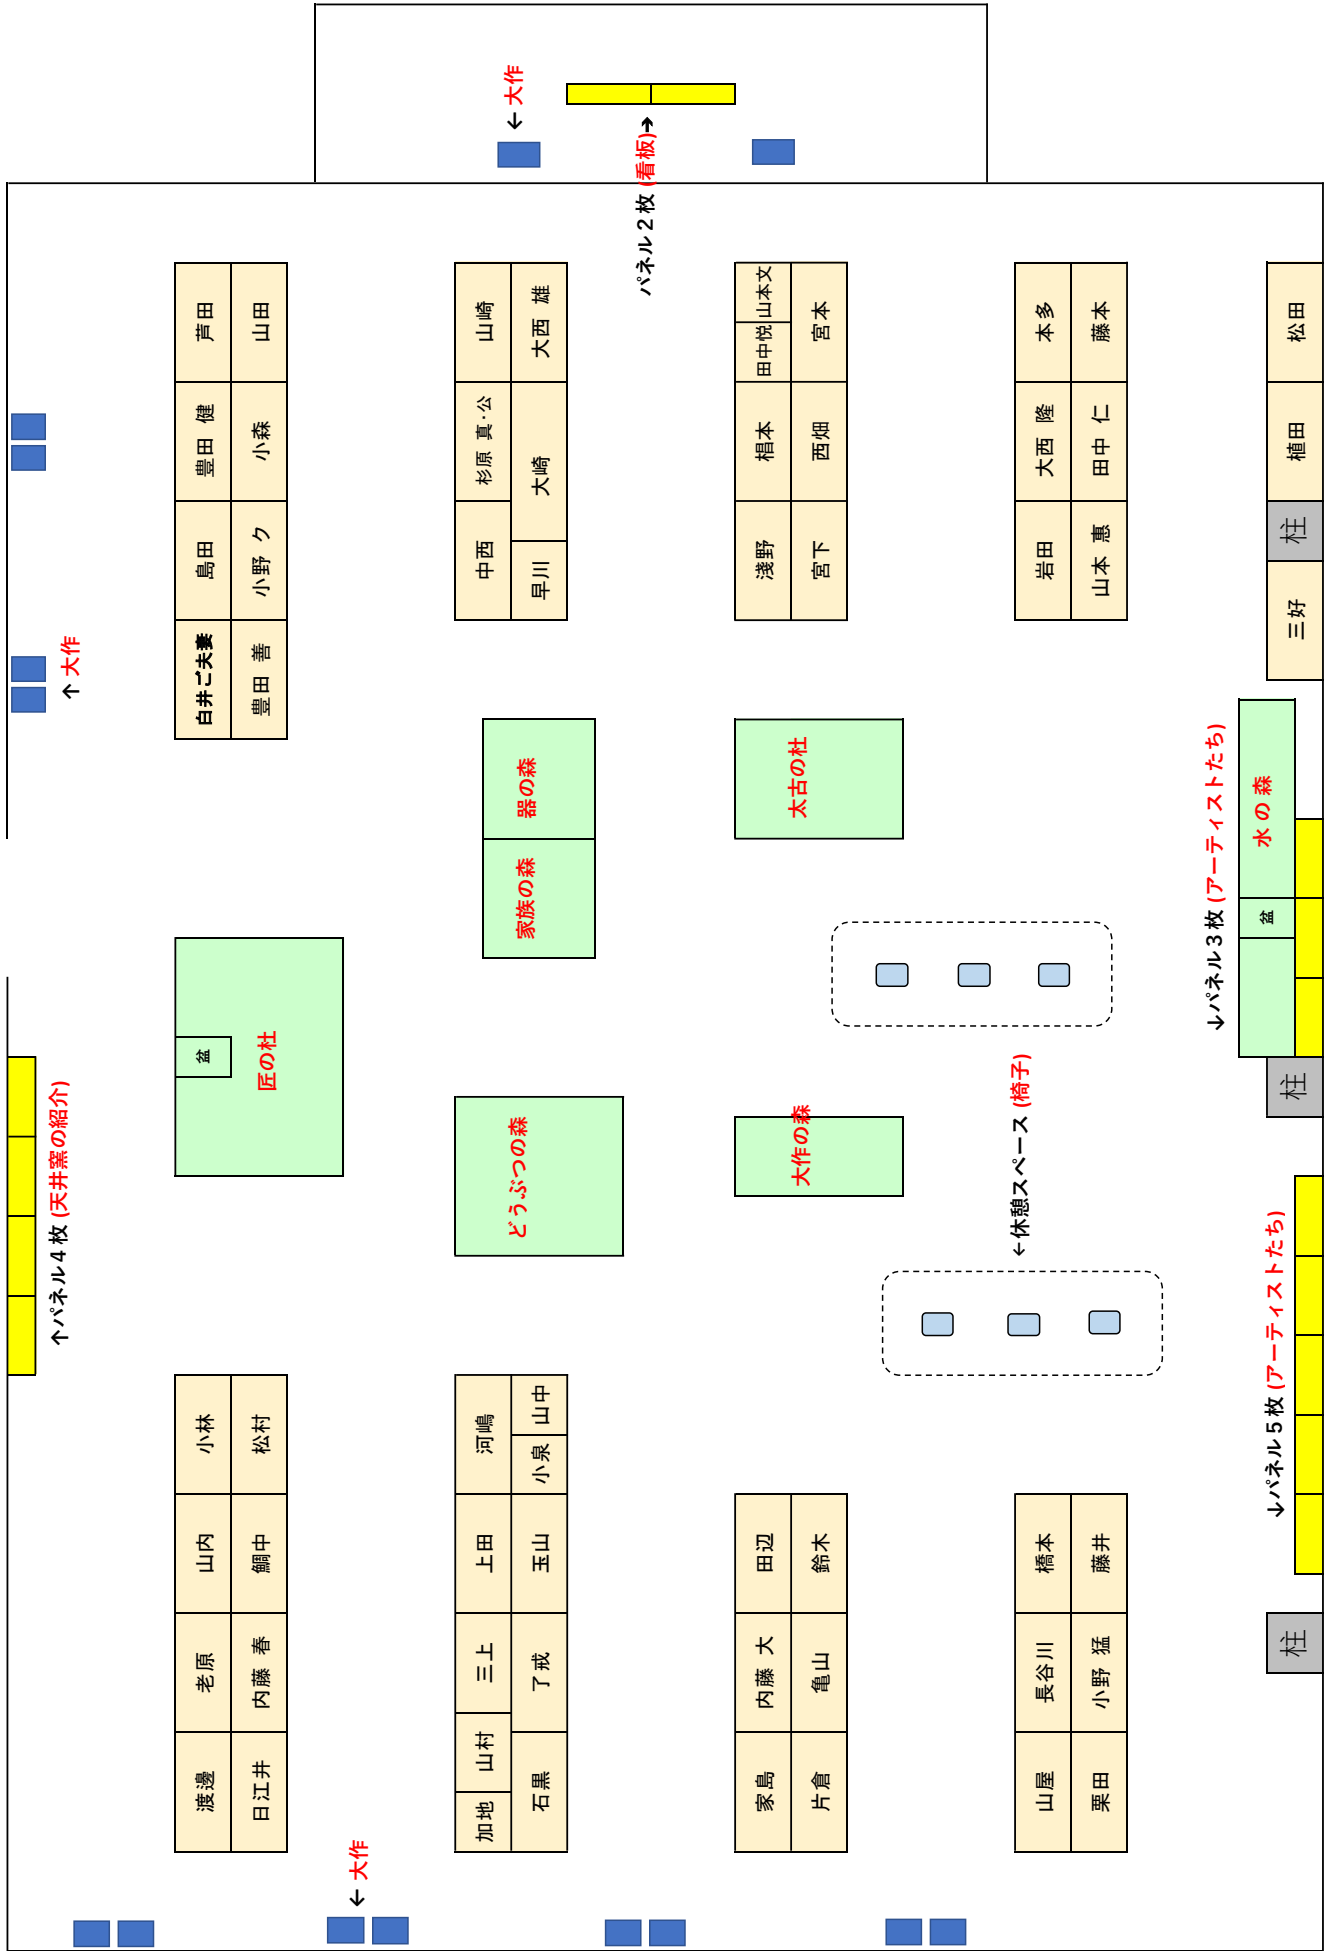 ←大作
パネル２枚 (看板)→
芦田
山田
豊田 健
小森
島田
小野 ク
白井ご夫妻
豊田 善
山崎
大西 雄
杉原 真・公
大崎
中西
早川
山本文
田中悦
宮本
椙本
西畑
淺野
宮下
本多
藤本
大西 隆
田中 仁
岩田
山本 惠
松田
植田
柱
三好
↑大作
器の森
家族の森
太古の杜
水の森
盆
↓パネル３枚 (アーティストたち)
柱
盆
匠の杜
どうぶつの森
大作の森
←休憩スペース (椅子)
↑パネル４枚 (天井窯の紹介)
↓パネル５枚 (アーティストたち)
柱
小林
松村
山内
鯛中
老原
内藤 春
渡邊
日江井
河嶋
山中
小泉
上田
玉山
三上
了戒
山村
加地
石黒
田辺
鈴木
内藤 大
亀山
家島
片倉
橋本
藤井
長谷川
小野 猛
山屋
栗田
←大作